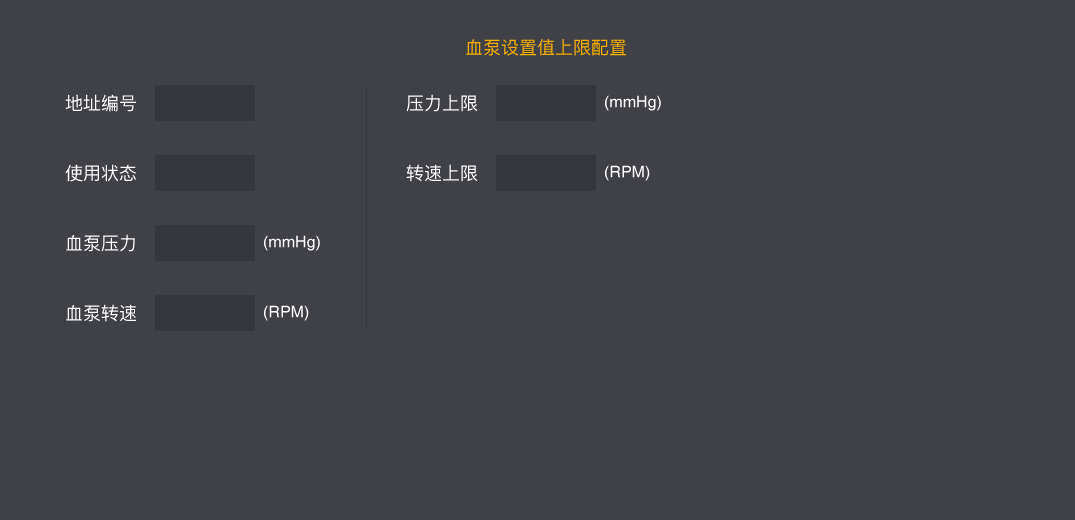 血泵设置值上限配置
地址编号
使用状态
血泵压力 (mmHg)
血泵转速 (RPM)
压力上限 (mmHg)
转速上限 (RPM)